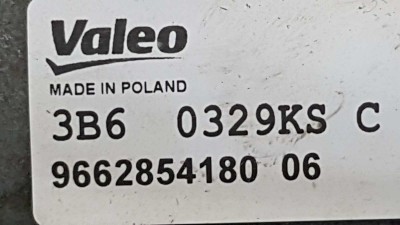 Valeo
MADE IN POLAND
3B6 0329KS C
9662854180 06